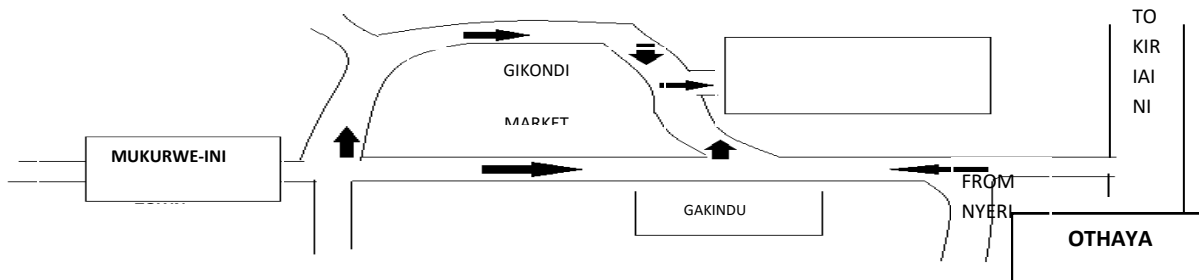 TO
KIR
IAI
NI
GIKONDI
MARKET
MUKURWE-INI
FROM
NYERI
GAKINDU
OTHAYA